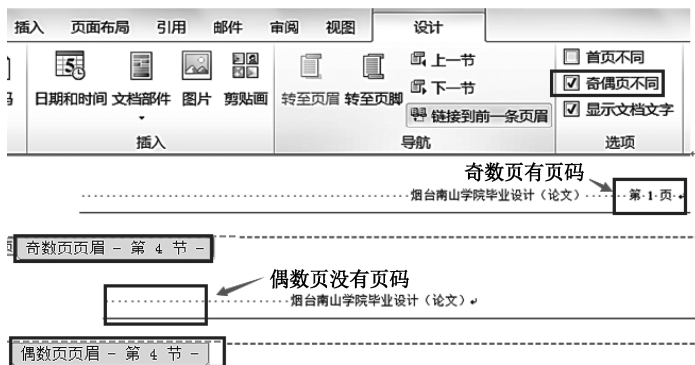 插入 页面布局 引用 邮件 审阅 视图 设计
日期和时间 文档部件 图片 剪贴画 转至页眉 转至页脚
上一节
下一节
链接到前一条页眉
首页不同
奇偶页不同
显示文档文字
插入 导航 选项
奇数页有页码
烟台南山学院毕业设计（论文） 第·1·页
奇数页页眉 - 第 4 节 -
偶数页没有页码
烟台南山学院毕业设计（论文）
偶数页页眉 - 第 4 节 -